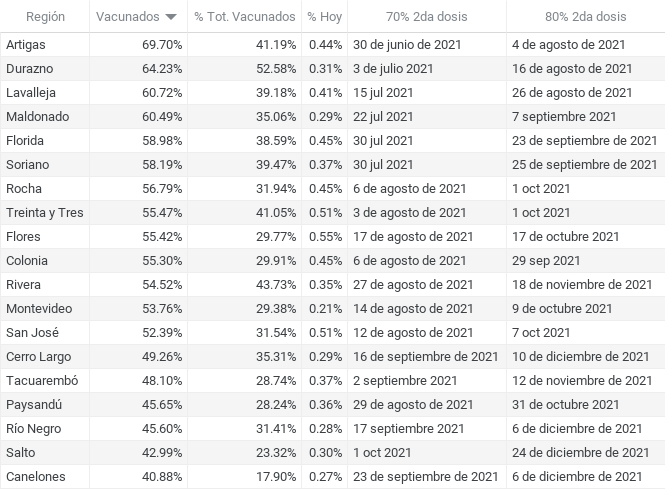 Región Vacunados % Tot. Vacunados % Hoy 70% 2da dosis 80% 2da dosis
Artigas 69.70% 41.19% 0.44% 30 de junio de 2021 4 de agosto de 2021
Durazno 64.23% 52.58% 0.31% 3 de julio 2021 16 de agosto de 2021
Lavalleja 60.72% 39.18% 0.41% 15 jul 2021 26 de agosto de 2021
Maldonado 60.49% 35.06% 0.29% 22 jul 2021 7 septiembre 2021
Florida 58.98% 38.59% 0.45% 30 jul 2021 23 de septiembre de 2021
Soriano 58.19% 39.47% 0.37% 30 jul 2021 25 de septiembre de 2021
Rocha 56.79% 31.94% 0.45% 6 de agosto de 2021 1 oct 2021
Treinta y Tres 55.47% 41.05% 0.51% 3 de agosto de 2021 1 oct 2021
Flores 55.42% 29.77% 0.55% 17 de agosto de 2021 17 de octubre 2021
Colonia 55.30% 29.91% 0.45% 6 de agosto de 2021 29 sep 2021
Rivera 54.52% 43.73% 0.35% 27 de agosto de 2021 18 de noviembre de 2021
Montevideo 53.76% 29.38% 0.21% 14 de agosto de 2021 9 de octubre 2021
San José 52.39% 31.54% 0.51% 12 de agosto de 2021 7 oct 2021
Cerro Largo 49.26% 35.31% 0.29% 16 de septiembre de 2021 10 de diciembre de 2021
Tacuarembó 48.10% 28.74% 0.37% 2 septiembre 2021 12 de noviembre de 2021
Paysandú 45.65% 28.24% 0.36% 29 de agosto de 2021 31 de octubre 2021
Río Negro 45.60% 31.41% 0.28% 17 septiembre 2021 6 de diciembre de 2021
Salto 42.99% 23.32% 0.30% 1 oct 2021 24 de diciembre de 2021
Canelones 40.88% 17.90% 0.27% 23 de septiembre de 2021 6 de diciembre de 2021